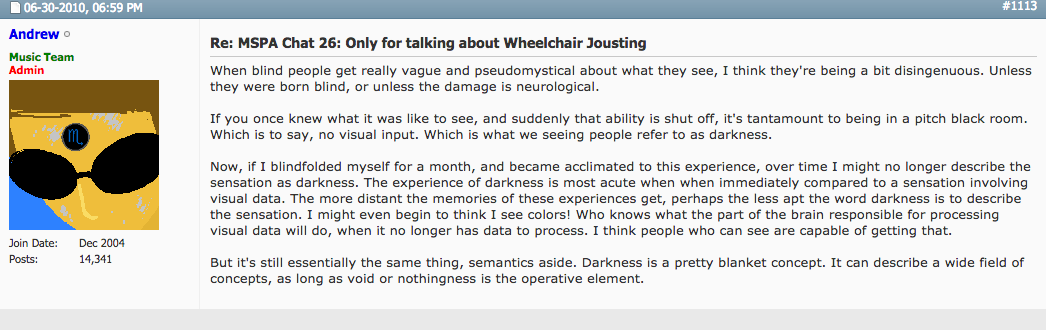 06-30-2010, 06:59 PM
#1113
Andrew
Music Team
Admin
Join Date: Dec 2004
Posts: 14,341
Re: MSPA Chat 26: Only for talking about Wheelchair Jousting
When blind people get really vague and pseudomystical about what they see, I think they're being a bit disingenuous. Unless
they were born blind, or unless the damage is neurological.
If you once knew what it was like to see, and suddenly that ability is shut off, it's tantamount to being in a pitch black room.
Which is to say, no visual input. Which is what we seeing people refer to as darkness.
Now, if I blindfolded myself for a month, and became acclimated to this experience, over time I might no longer describe the
sensation as darkness. The experience of darkness is most acute when when immediately compared to a sensation involving
visual data. The more distant the memories of these experiences get, perhaps the less apt the word darkness is to describe
the sensation. I might even begin to think I see colors! Who knows what the part of the brain responsible for processing
visual data will do, when it no longer has data to process. I think people who can see are capable of getting that.
But it's still essentially the same thing, semantics aside. Darkness is a pretty blanket concept. It can describe a wide field of
concepts, as long as void or nothingness is the operative element.